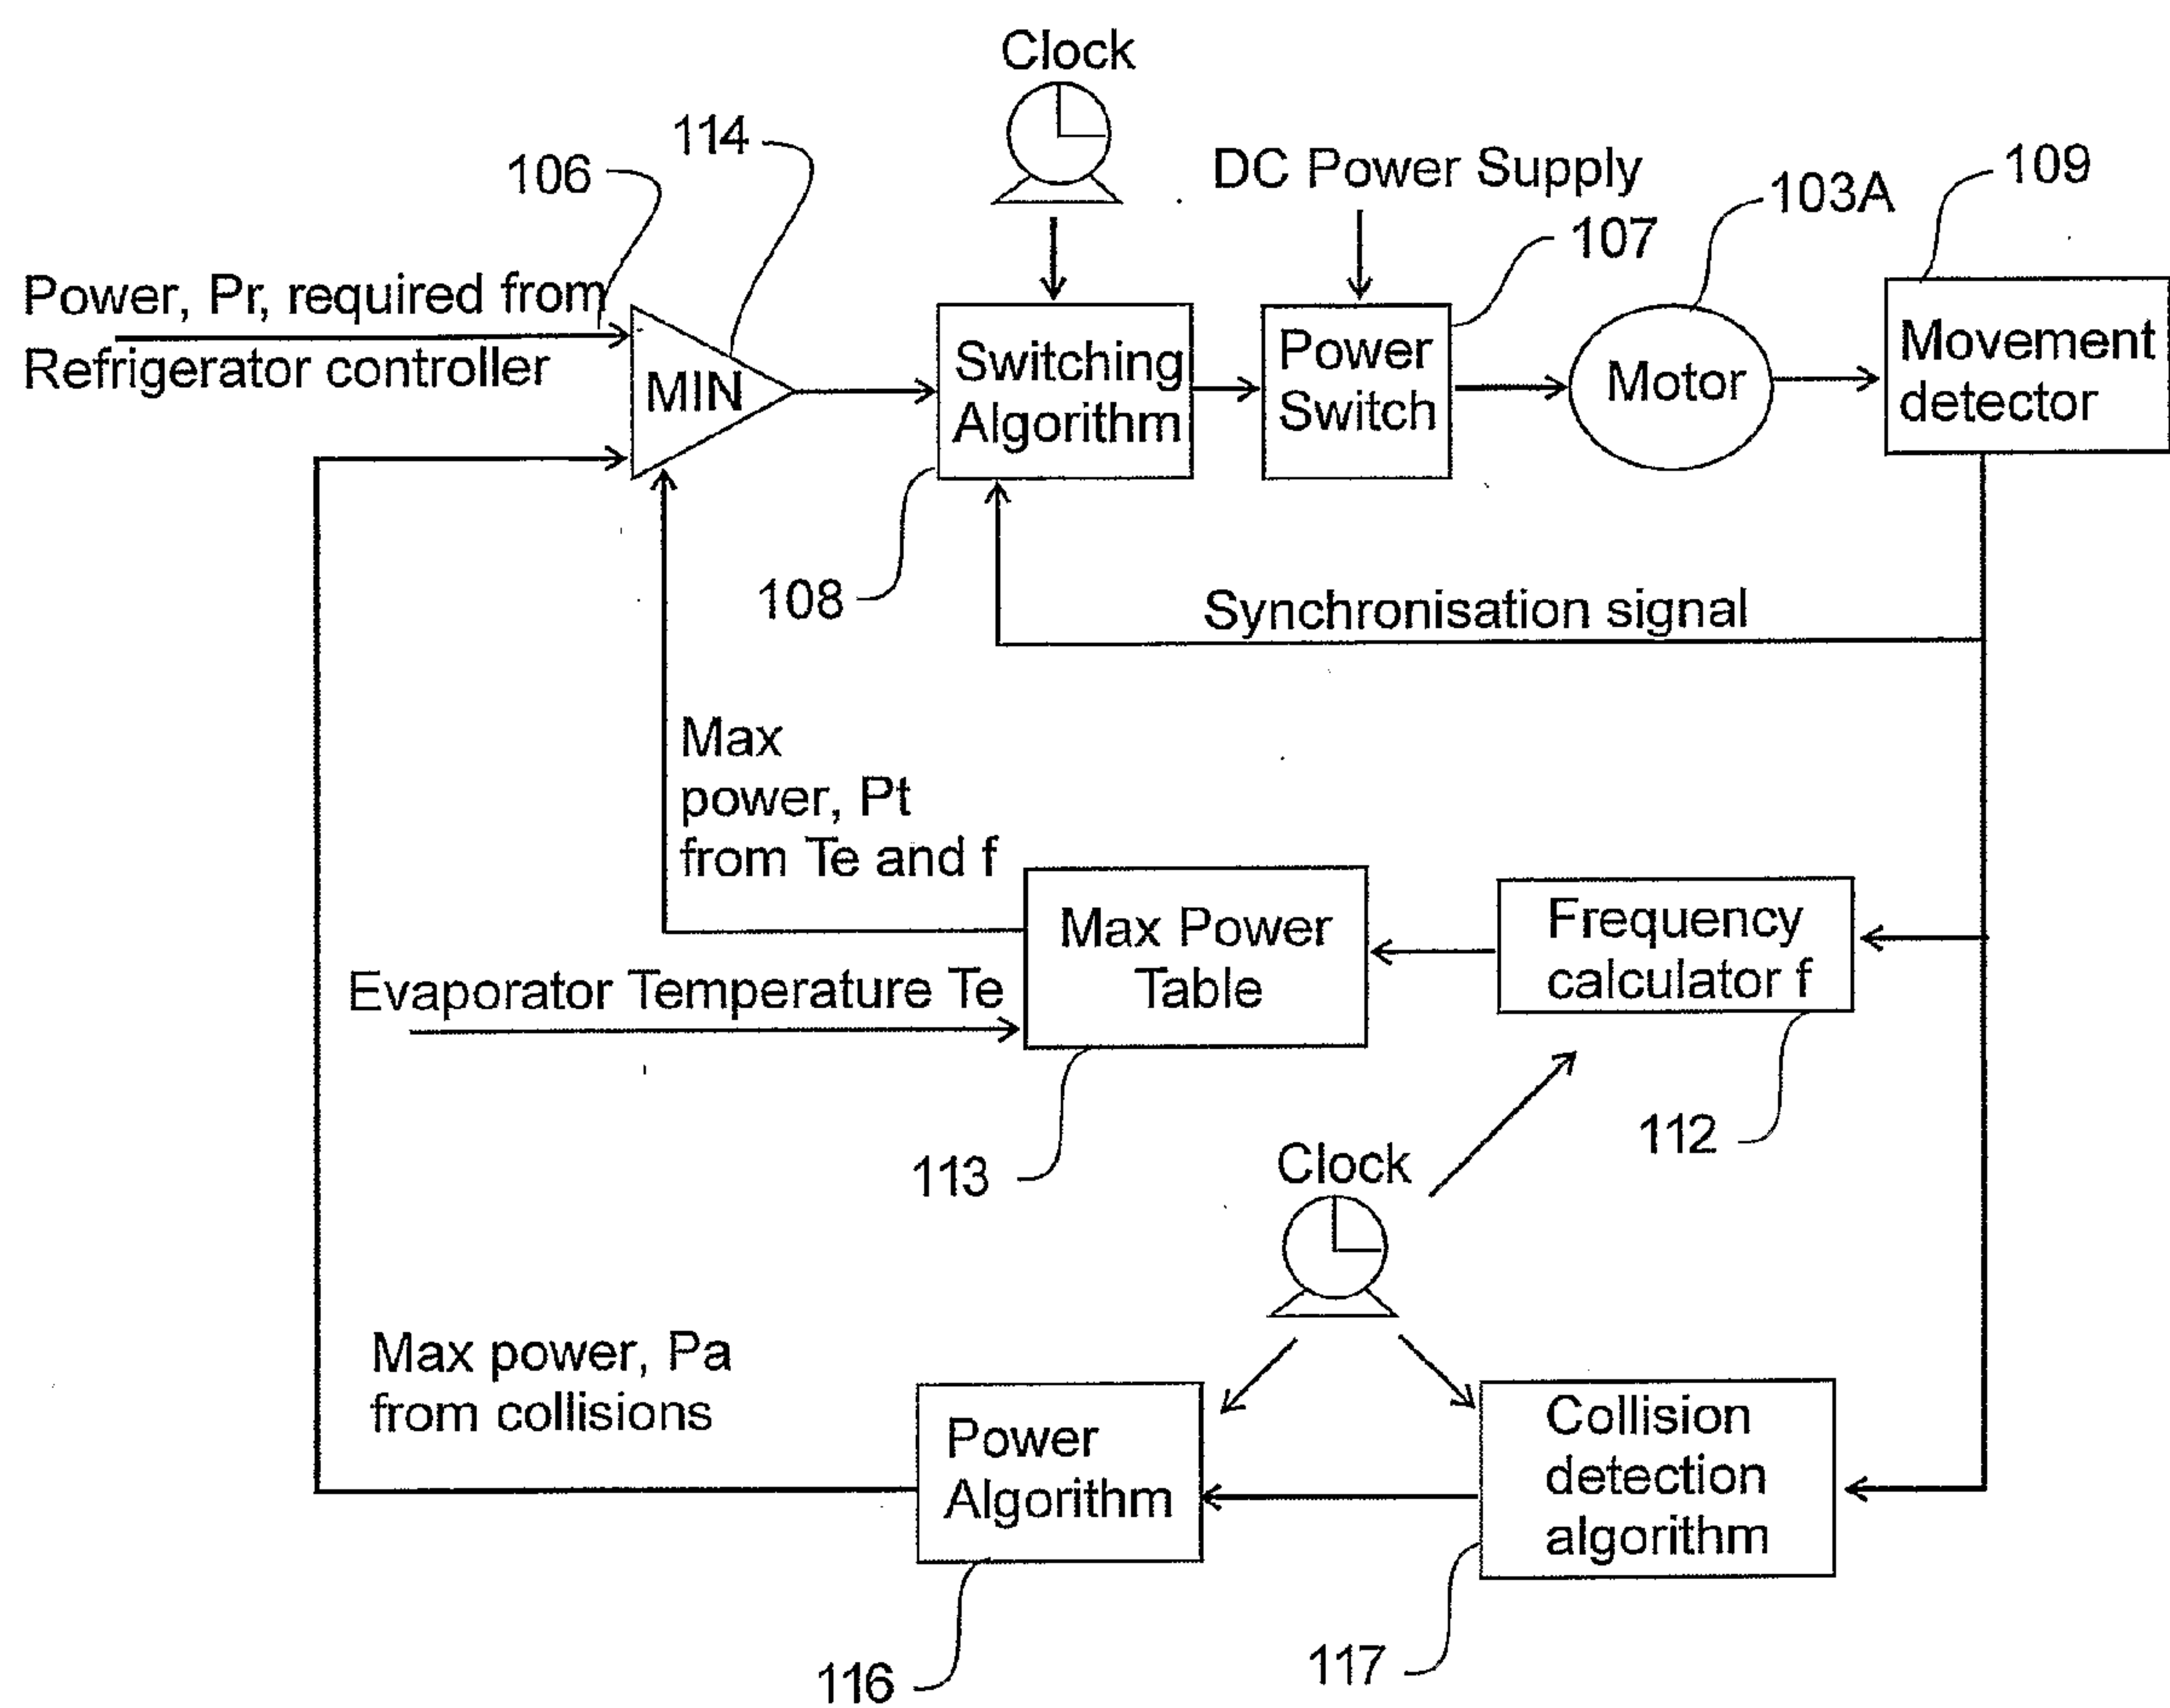 Clock
114
106
DC Power Supply
109
103A
107
Power, Pr, required from
Refrigerator controller
MIN
Switching
Algorithm
Power
Switch
Motor
Movement
detector
108
Synchronisation signal
Max
power, Pt
from Te and f
Max Power
Table
Frequency
calculator f
Evaporator Temperature Te
113
112
Clock
Max power, Pa
from collisions
Power
Algorithm
Collision
detection
algorithm
116
117